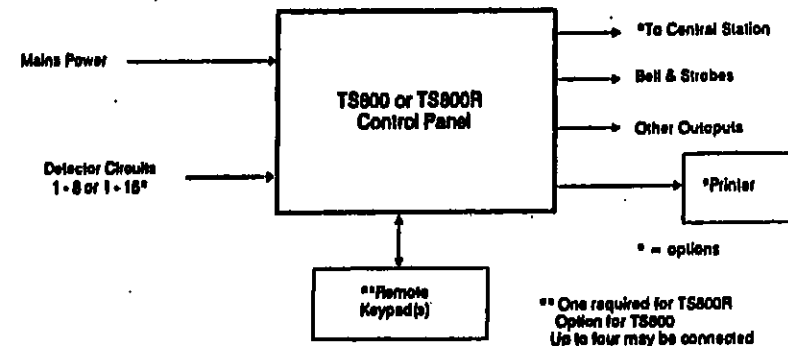 *To Central Station
Mains Power
Bell & Strobes
TS800 or TS800R
Control Panel
Other Outoputs
Detector Circuits
1 - 8 or 1 - 16*
*Printer
* = options
**Remote
Keypad(s)
** One required for TS800R
Option for TS800
Up to four may be connected